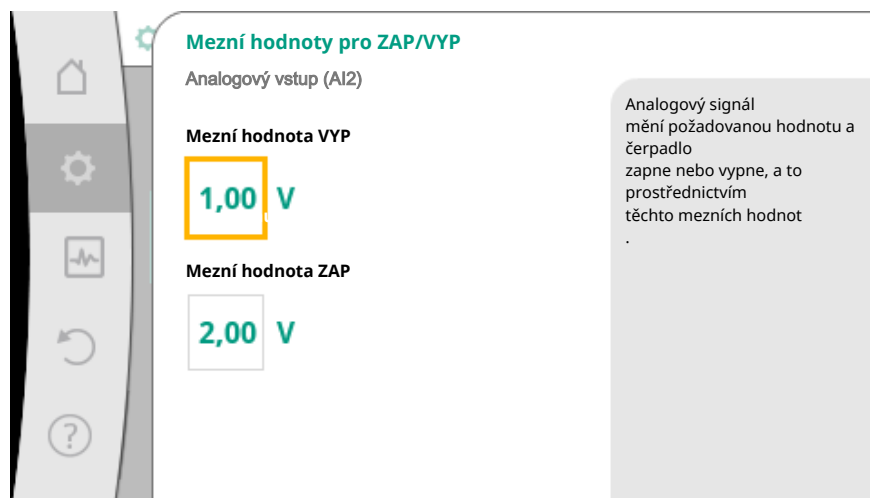 Mezní hodnoty pro ZAP/VYP
Analogový vstup (AI2)
Mezní hodnota VYP
1,00 V
Mezní hodnota ZAP
2,00 V
Analogový signál
mění požadovanou hodnotu a
čerpadlo
zapne nebo vypne, a to
prostřednictvím
těchto mezních hodnot
.
?